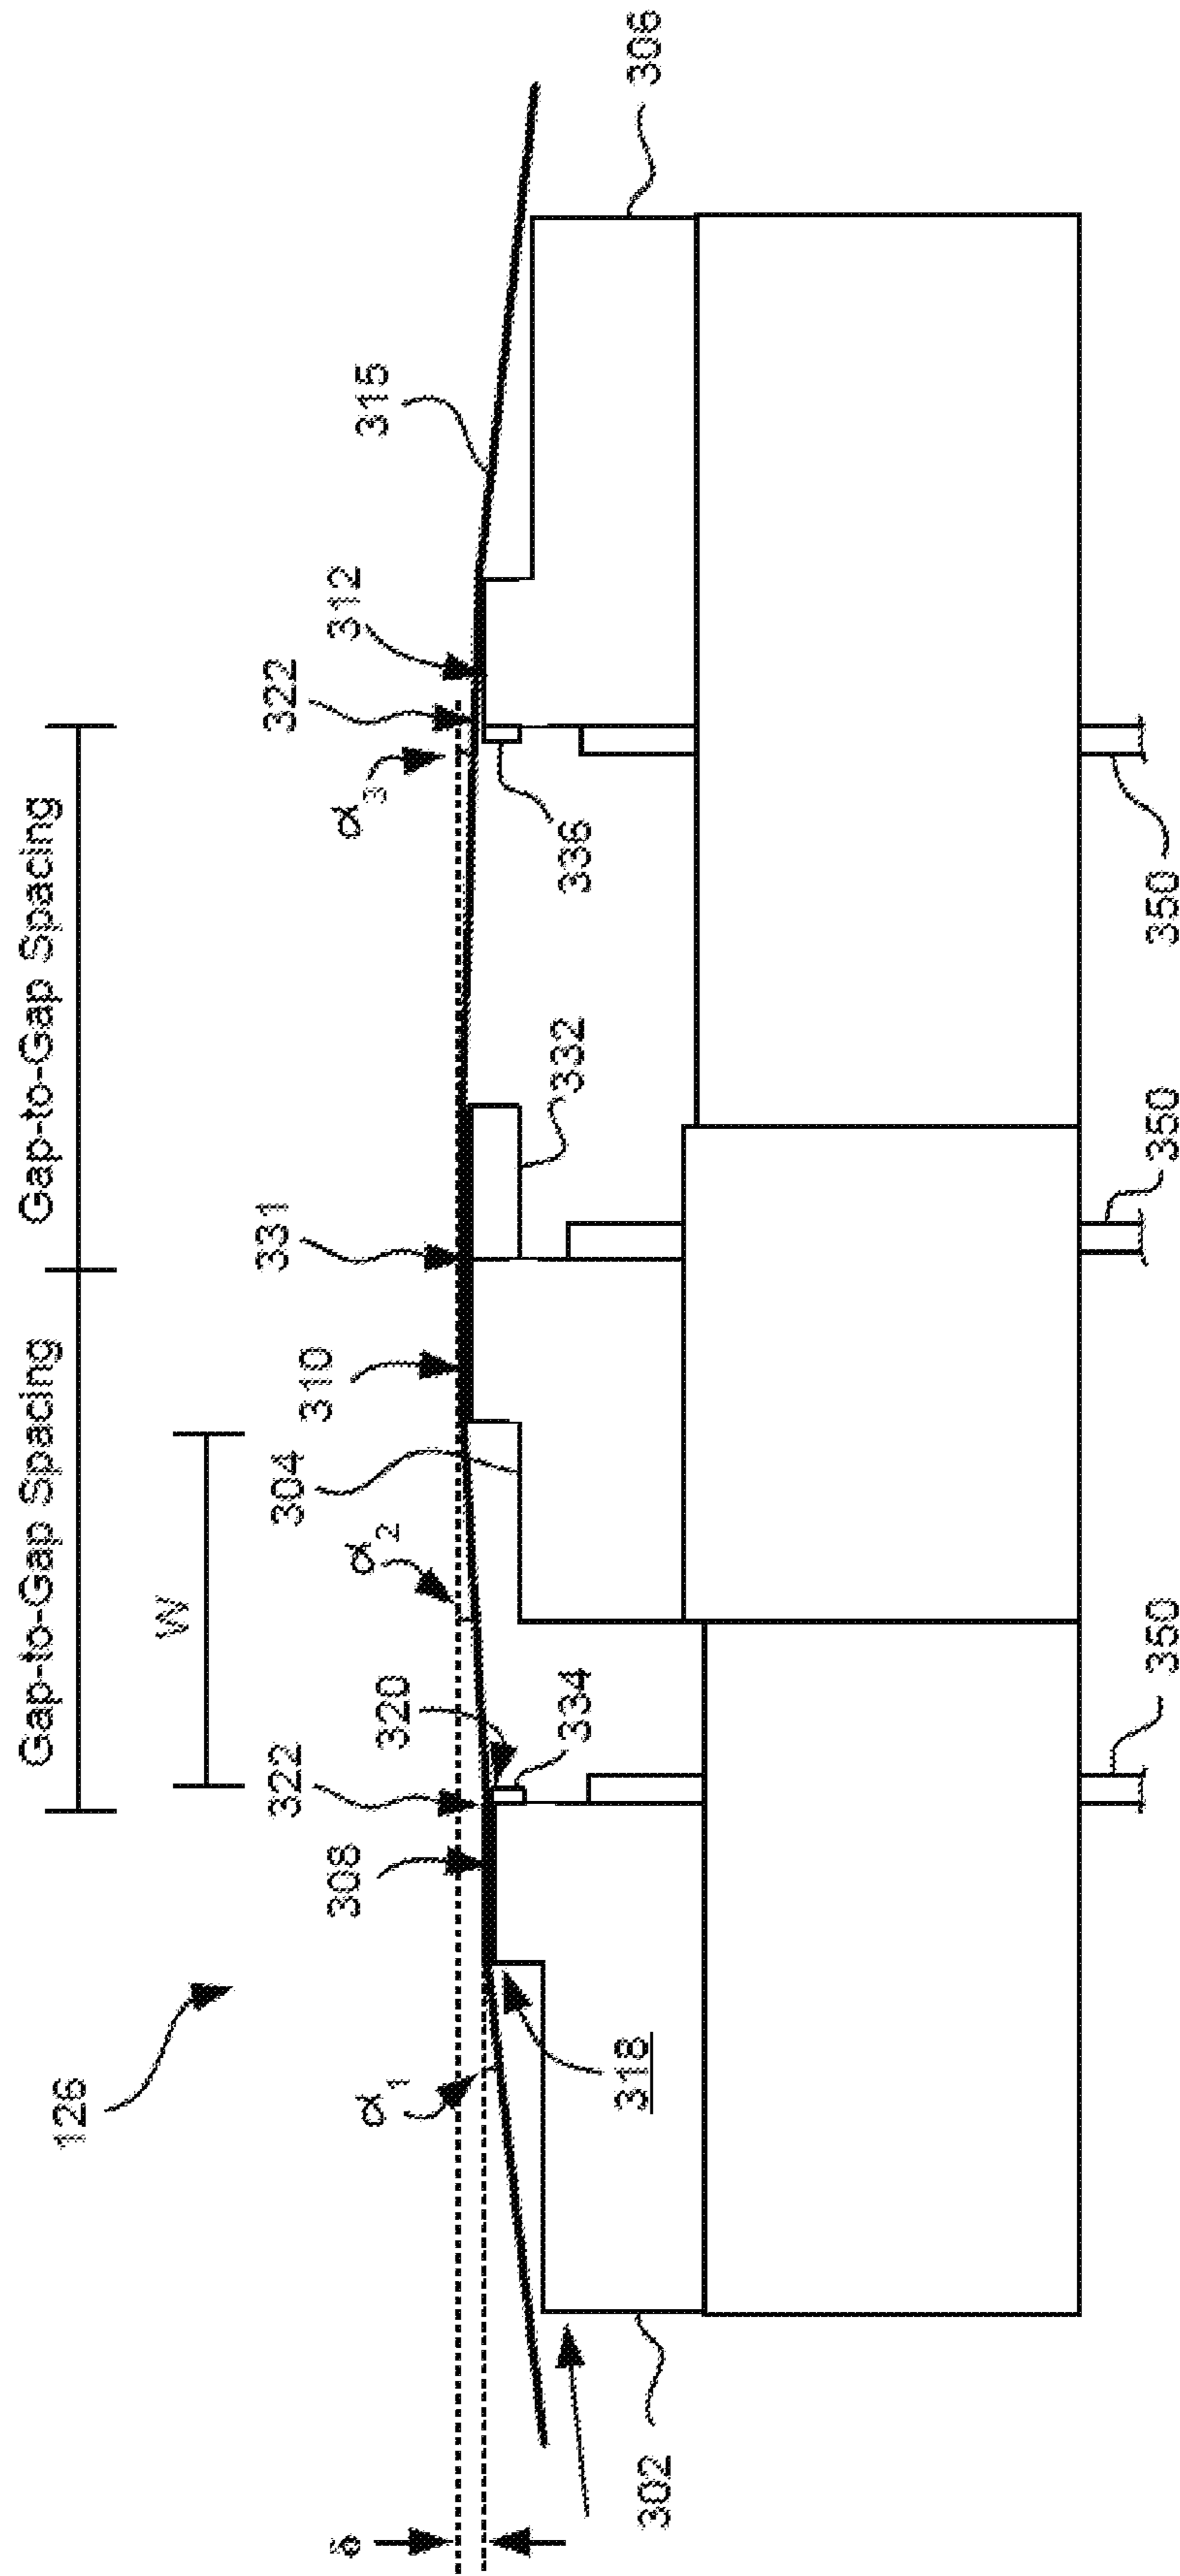 Gap-to-Gap Spacing Gap-to-Gap Spacing
W
126
308 322 320 α2 304 310 331 322 312 315
δ
α1
α3
318
334 332 336
302 306
350 350 350